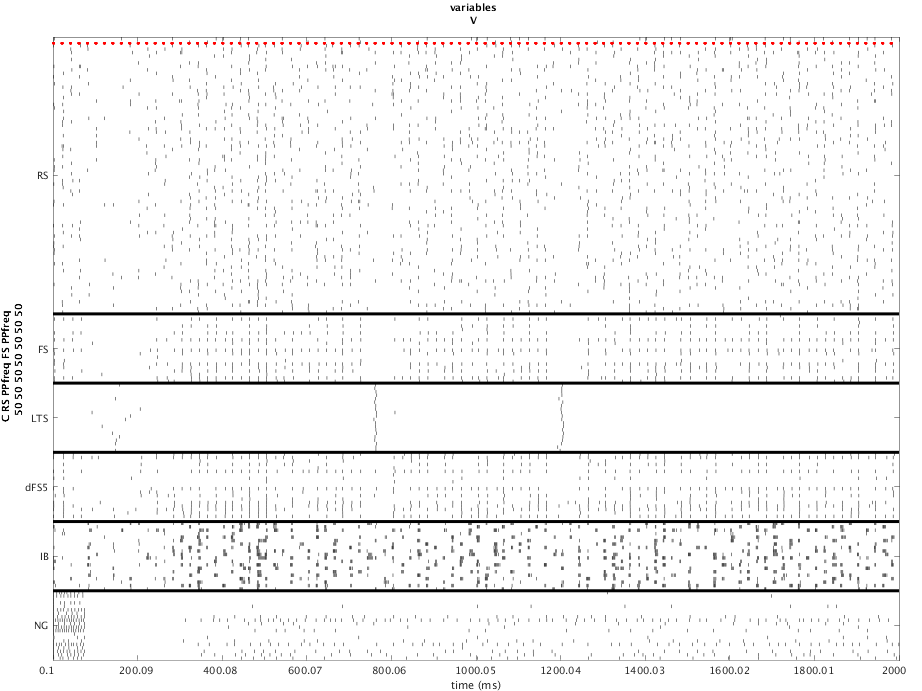 variables
V
C RS PPfreq FS PPfreq
50 50 50 50 50 50 50 50
RS
FS
LTS
dFS5
IB
NG
0.1 200.09 400.08 600.07 800.06 1000.05 1200.04 1400.03 1600.02 1800.01 2000
time (ms)